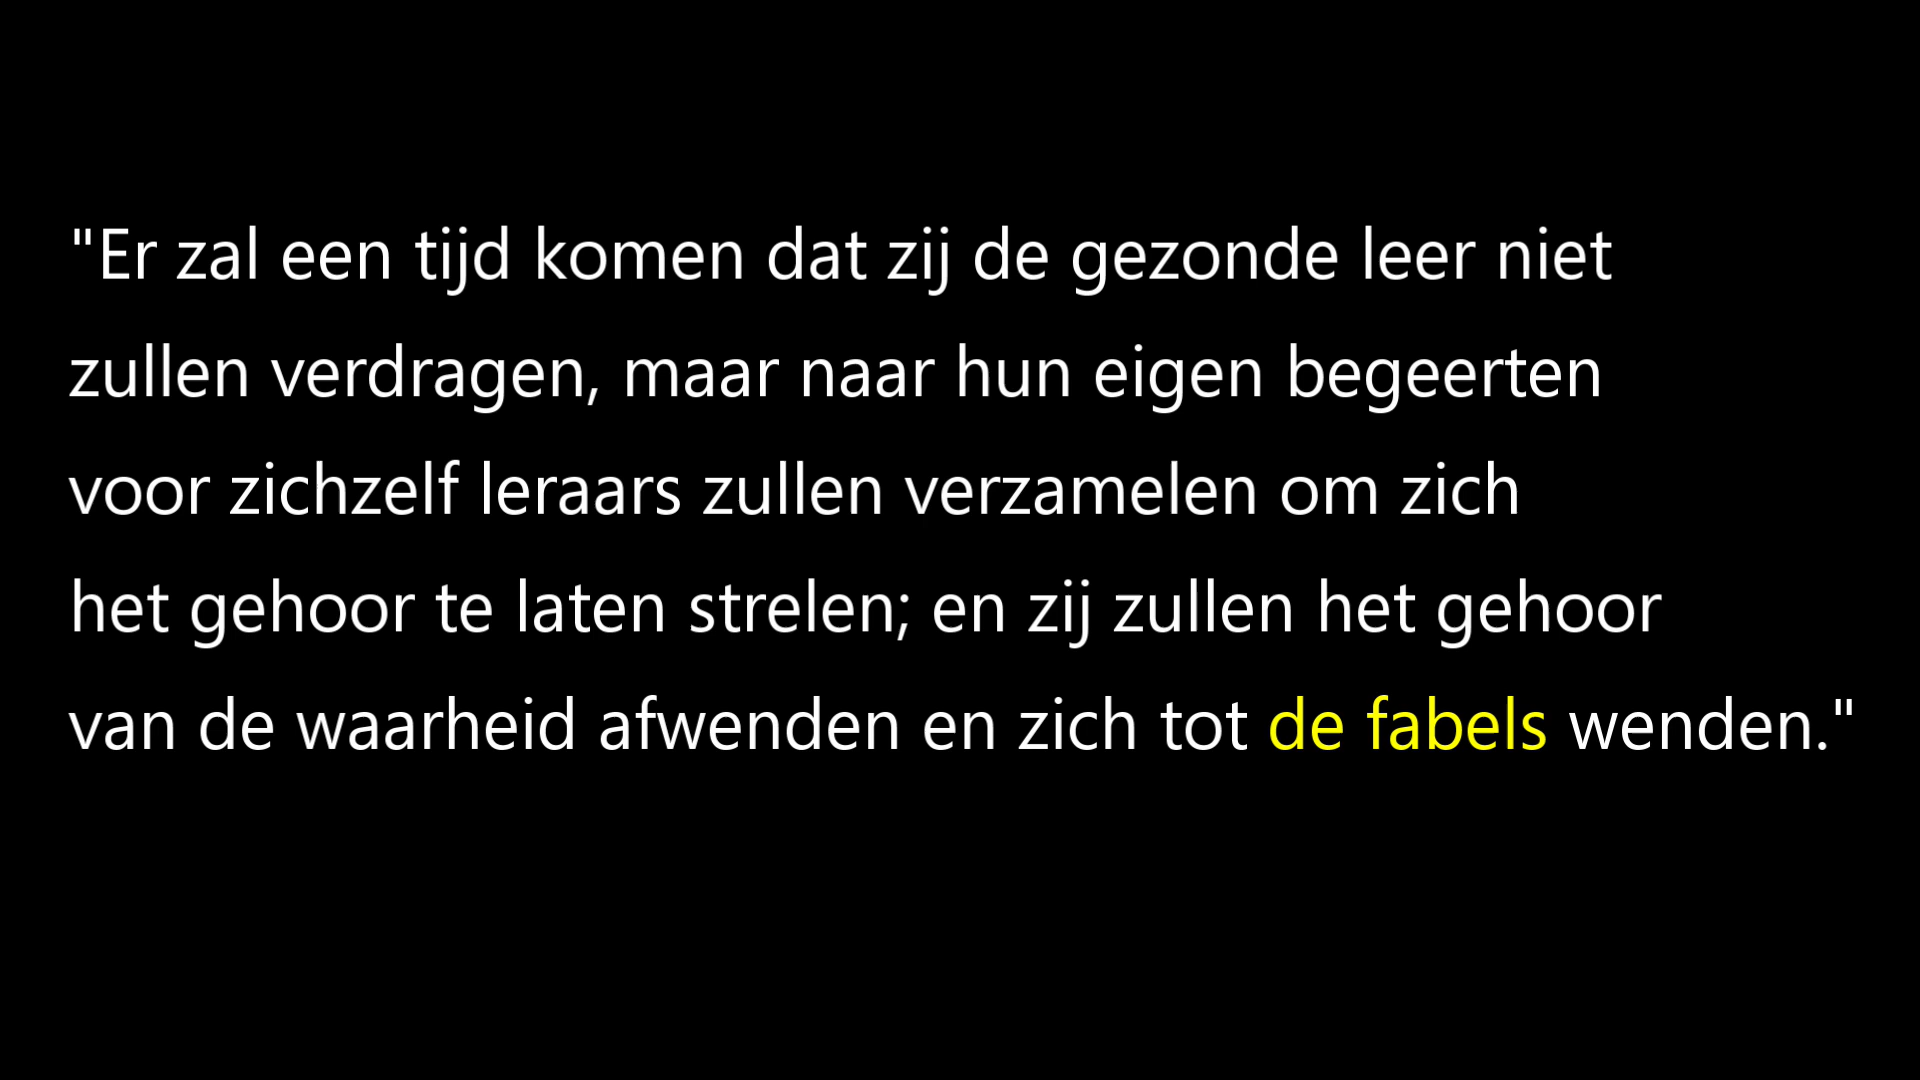 "Er zal een tijd komen dat zij de gezonde leer niet
zullen verdragen, maar naar hun eigen begeerten
voor zichzelf leraars zullen verzamelen om zich
het gehoor te laten strelen; en zij zullen het gehoor
van de waarheid afwenden en zich tot de fabels wenden."